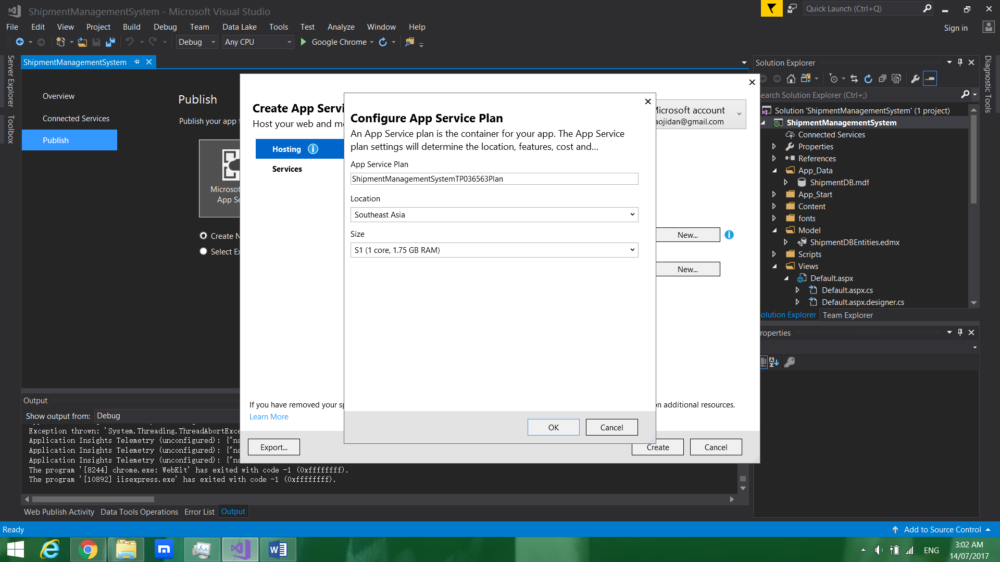 ShipmentManagementSystem - Microsoft Visual Studio
Quick Launch (Ctrl+Q)
File Edit View Project Build Debug Team Data Lake Tools Test Analyze Window Help
Sign in
Debug Any CPU Google Chrome
Server Explorer
Toolbox
ShipmentManagementSystem
Overview
Connected Services
Publish
Publish
Publish your app
Microso
App Se
Create N
Select Ex
Create App Servi
Host your web and m
Microsoft account
aojidan@gmail.com
Hosting
Services
New...
New...
If you have removed your sp
n additional resources.
Learn More
Export...
Create
Cancel
Configure App Service Plan
An App Service plan is the container for your app. The App Service
plan settings will determine the location, features, cost and...
App Service Plan
ShipmentManagementSystemTP036563Plan
Location
Southeast Asia
Size
S1 (1 core, 1.75 GB RAM)
OK
Cancel
Solution Explorer
earch Solution Explorer (Ctrl+;)
Solution 'ShipmentManagementSystem' (1 project)
ShipmentManagementSystem
Connected Services
Properties
References
App_Data
ShipmentDB.mdf
App_Start
Content
fonts
Model
ShipmentDBEntities.edmx
Scripts
Views
Default.aspx
Default.aspx.cs
Default.aspx.designer.cs
olution Explorer Team Explorer
roperties
Diagnostic Tools
Output
Show output from: Debug
Exception thrown: 'System.Threading.ThreadAbortExce
Application Insights Telemetry (unconfigured): {"na
Application Insights Telemetry (unconfigured): {"na
Application Insights Telemetry (unconfigured): {"na
The program '[8244] chrome.exe: WebKit' has exited with code -1 (0xffffffff).
The program '[10892] iisexpress.exe' has exited with code -1 (0xffffffff).
Web Publish Activity Data Tools Operations Error List Output
Ready
Add to Source Control
ENG
3:02 AM
14/07/2017